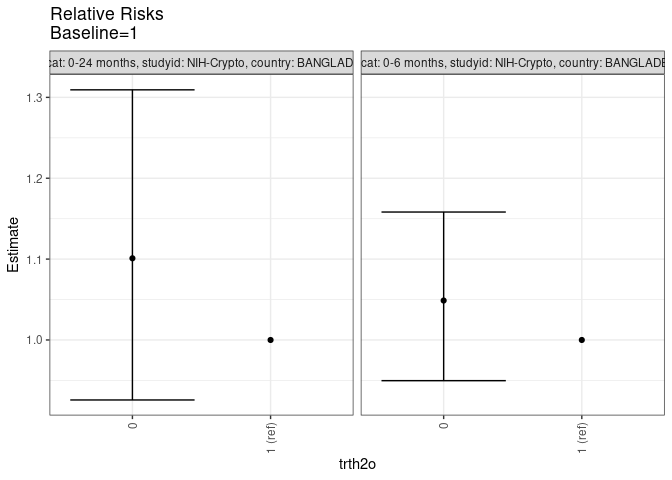 Relative Risks
Baseline=1
cat: 0-24 months, studyid: NIH-Crypto, country: BANGLAD
cat: 0-6 months, studyid: NIH-Crypto, country: BANGLADE
1.3
1.2
1.1
1.0
Estimate
0
1 (ref)
0
1 (ref)
trth2o